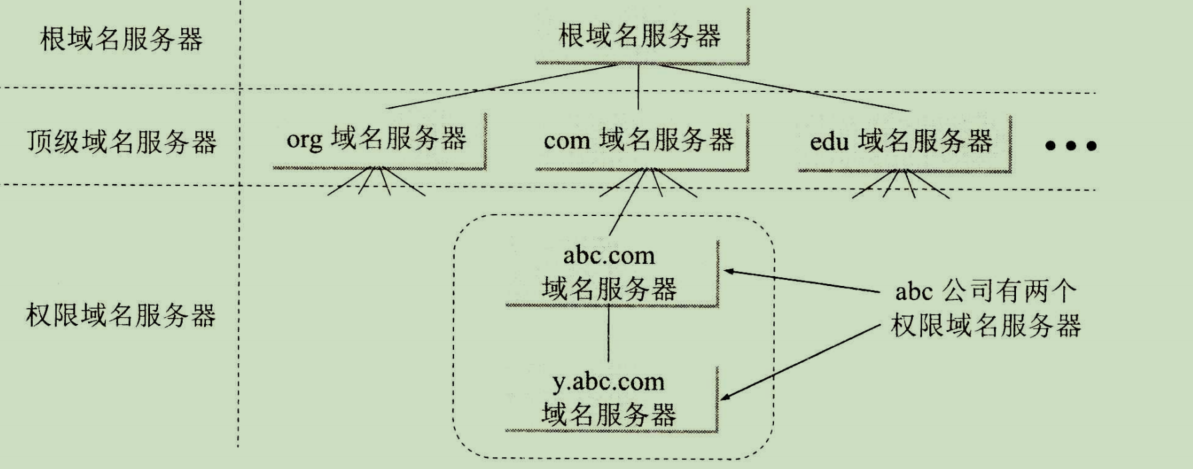 根域名服务器
根域名服务器
顶级域名服务器
org 域名服务器
com 域名服务器
edu 域名服务器
权限域名服务器
abc.com
域名服务器
abc 公司有两个
权限域名服务器
y.abc.com
域名服务器